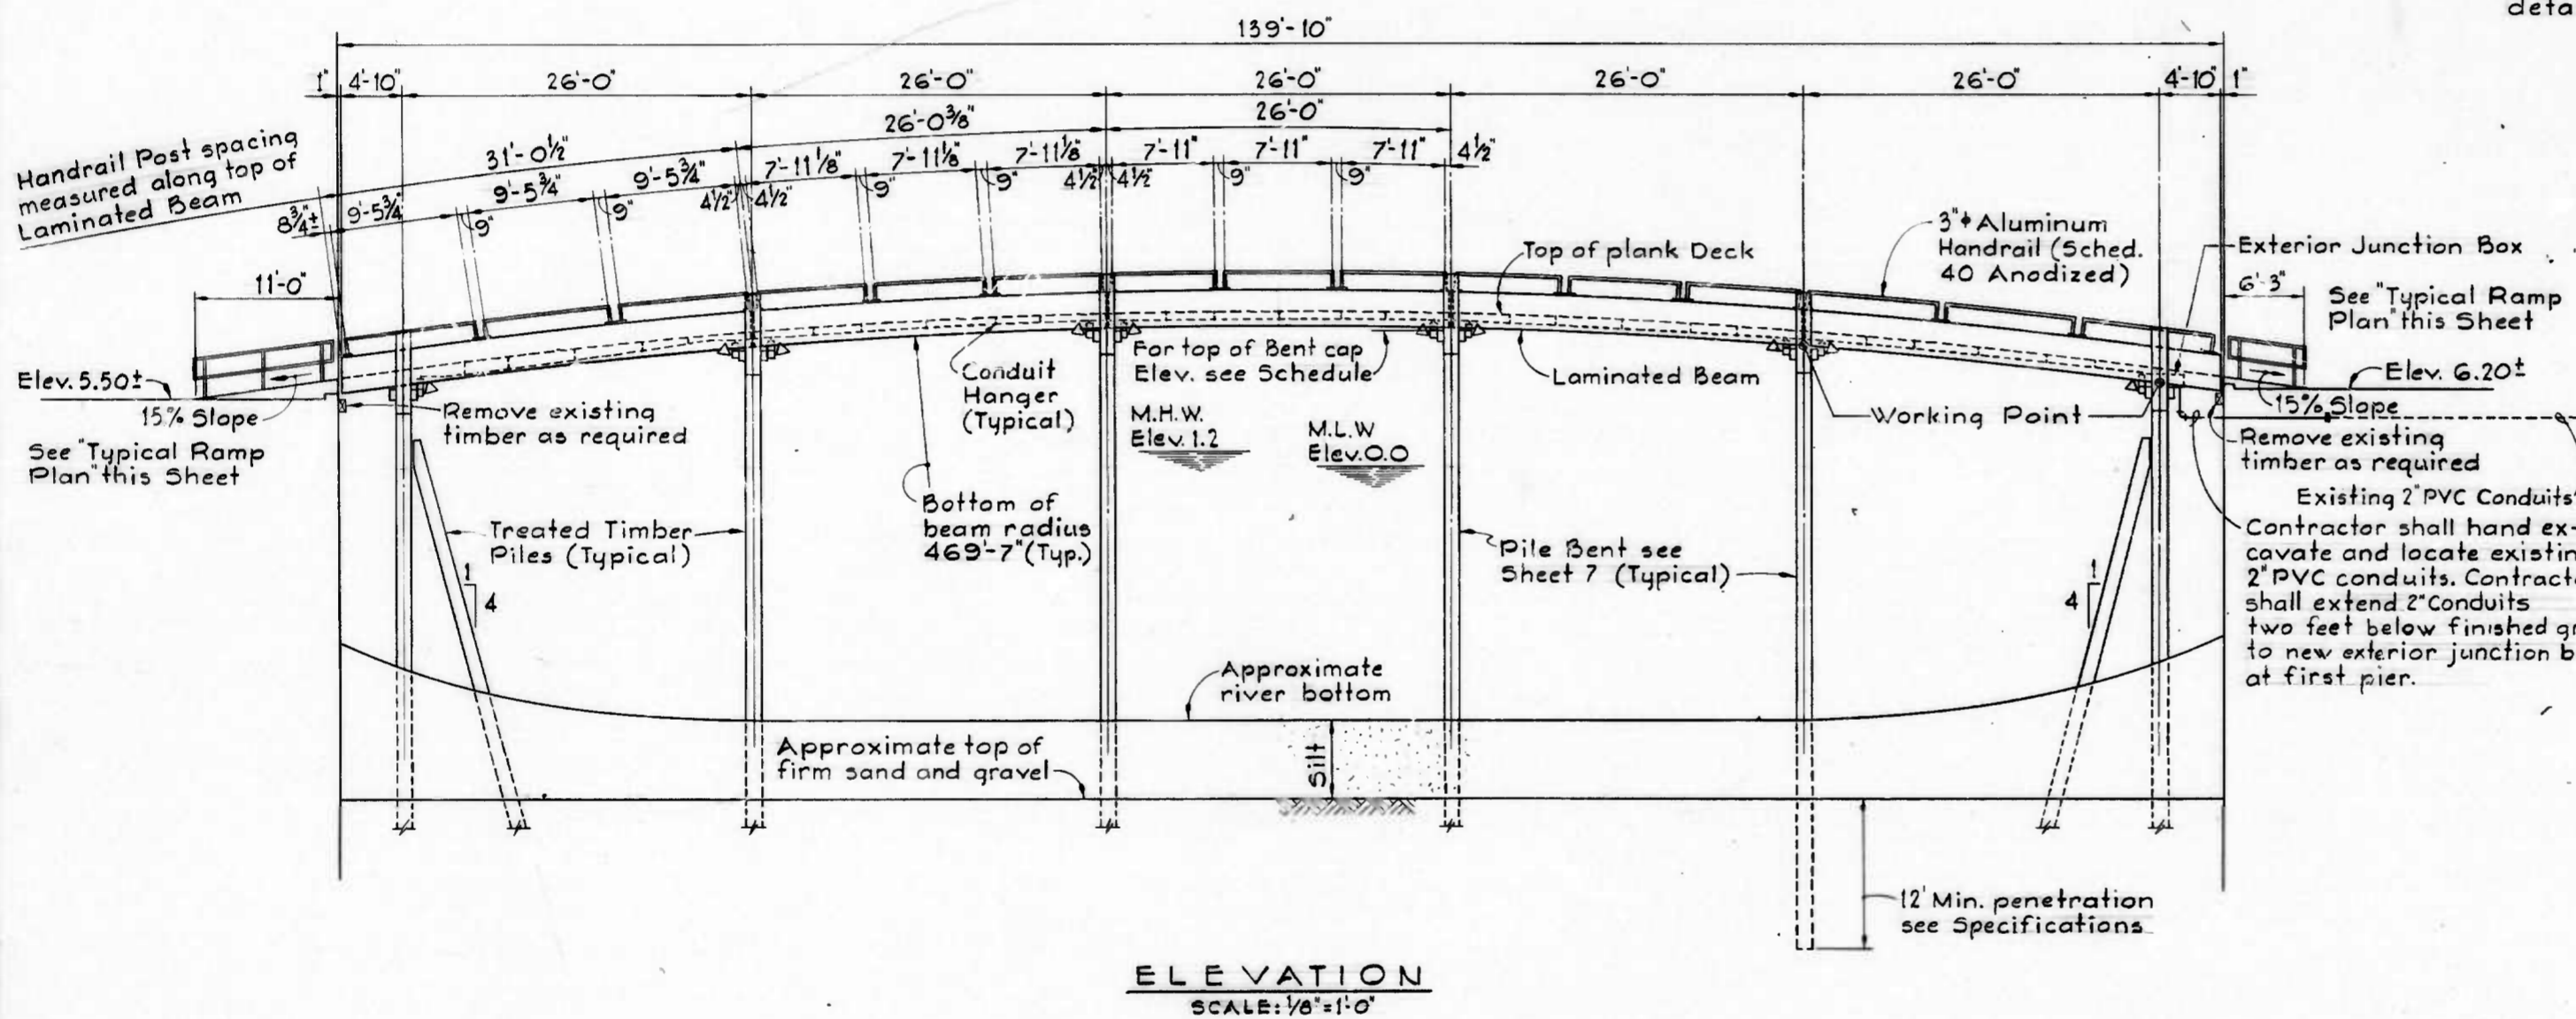 deta
139'-10"
1" 4'-10" 26'-0" 26'-0" 26'-0" 26'-0" 26'-0" 4'-10" 1"
26'-0 3/8" 26'-0"
31'-0 1/2"
7'-11 1/8" 7'-11 1/8" 7'-11 1/8" 7'-11" 7'-11" 7'-11" 4 1/2"
9'-5 3/4" 9'-5 3/4" 9'-5 3/4"
8 3/4"± 9" 9" 4 1/2" 4 1/2" 9" 9" 4 1/2" 4 1/2" 9" 9"
Handrail Post spacing
measured along top of
Laminated Beam
11'-0"
Top of plank Deck
3"ϕ Aluminum
Handrail (Sched.
40 Anodized)
Exterior Junction Box
6'-3"
See "Typical Ramp
Plan" this Sheet
Elev. 5.50±
15% Slope
See "Typical Ramp
Plan" this Sheet
Remove existing
timber as required
Conduit
Hanger
(Typical)
For top of Bent cap
Elev. see Schedule
M.H.W.
Elev. 1.2
M.L.W
Elev. 0.0
Laminated Beam
Working Point
Elev. 6.20±
15% Slope
Remove existing
timber as required
Existing 2" PVC Conduits
Contractor shall hand ex-
cavate and locate existin
2" PVC conduits. Contract
shall extend 2" Conduits
two feet below finished gr
to new exterior junction b
at first pier.
Treated Timber
Piles (Typical)
1
4
Bottom of
beam radius
469'-7" (Typ.)
Pile Bent see
Sheet 7 (Typical)
1
4
Approximate
river bottom
Approximate top of
firm sand and gravel
Silt
12' Min. penetration
see Specifications
ELEVATION
SCALE: 1/8"=1'-0"